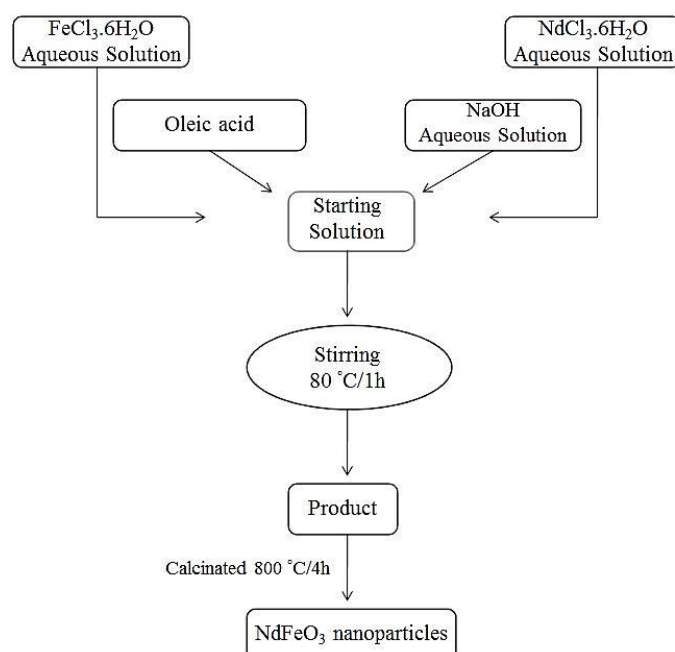 FeCl₃.6H₂O
Aqueous Solution
NdCl₃.6H₂O
Aqueous Solution
Oleic acid
NaOH
Aqueous Solution
Starting
Solution
Stirring
80 °C/1h
Product
Calcinated 800 °C/4h
NdFeO₃ nanoparticles